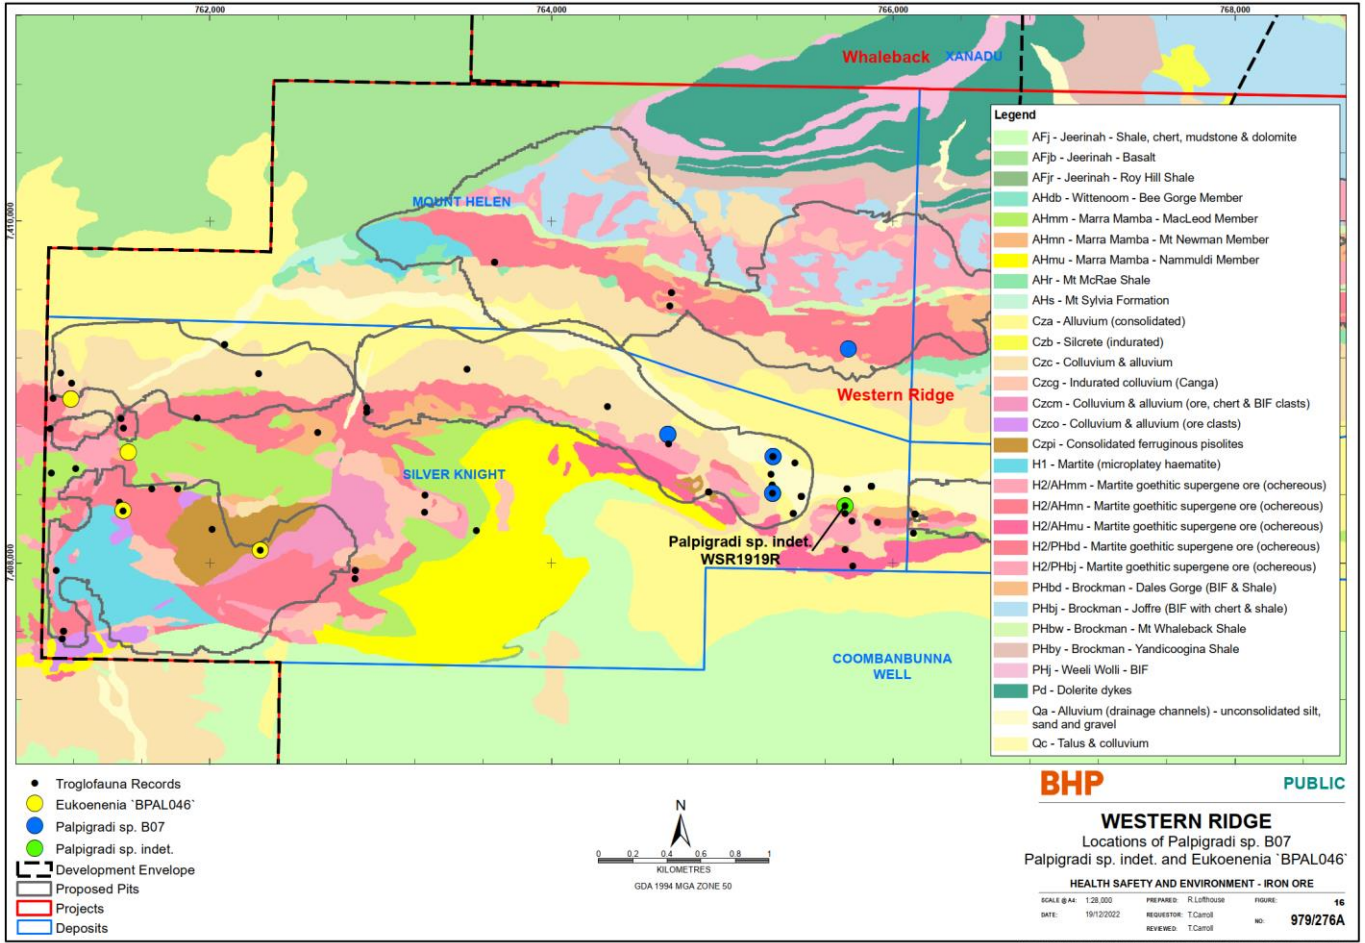 762,000
764,000
766,000
768,000
Whaleback
XANADU
7,410,000
MOUNT HELEN
Western Ridge
SILVER KNIGHT
Palpigradi sp. indet.
WSR1919R
7,408,000
COOMBANBUNNA
WELL
Legend
AFj - Jeerinah - Shale, chert, mudstone & dolomite
AFjb - Jeerinah - Basalt
AFjr - Jeerinah - Roy Hill Shale
AHdb - Wittenoom - Bee Gorge Member
AHmm - Marra Mamba - MacLeod Member
AHmn - Marra Mamba - Mt Newman Member
AHmu - Marra Mamba - Nammuldi Member
AHr - Mt McRae Shale
AHs - Mt Sylvia Formation
Cza - Alluvium (consolidated)
Czb - Silcrete (indurated)
Czc - Colluvium & alluvium
Czcg - Indurated colluvium (Canga)
Czcm - Colluvium & alluvium (ore, chert & BIF clasts)
Czco - Colluvium & alluvium (ore clasts)
Czpi - Consolidated ferruginous pisolites
H1 - Martite (microplatey haematite)
H2/AHmm - Martite goethitic supergene ore (ochereous)
H2/AHmn - Martite goethitic supergene ore (ochereous)
H2/AHmu - Martite goethitic supergene ore (ochereous)
H2/PHbd - Martite goethitic supergene ore (ochereous)
H2/PHbj - Martite goethitic supergene ore (ochereous)
PHbd - Brockman - Dales Gorge (BIF & Shale)
PHbj - Brockman - Joffre (BIF with chert & shale)
PHbw - Brockman - Mt Whaleback Shale
PHby - Brockman - Yandicoogina Shale
PHj - Weeli Wolli - BIF
Pd - Dolerite dykes
Qa - Alluvium (drainage channels) - unconsolidated silt,
sand and gravel
Qc - Talus & colluvium
Troglofauna Records
Eukoenenia `BPAL046`
Palpigradi sp. B07
Palpigradi sp. indet.
Development Envelope
Proposed Pits
Projects
Deposits
N
0 0.2 0.4 0.6 0.8 1
KILOMETRES
GDA 1994 MGA ZONE 50
BHP
PUBLIC
WESTERN RIDGE
Locations of Palpigradi sp. B07
Palpigradi sp. indet. and Eukoenenia `BPAL046`
HEALTH SAFETY AND ENVIRONMENT - IRON ORE
SCALE @ A4: 1:28,000 PREPARED: R.Lofthouse FIGURE: 16
DATE: 19/12/2022 REQUESTOR: T.Carroll NO: 979/276A
REVIEWED: T.Carroll